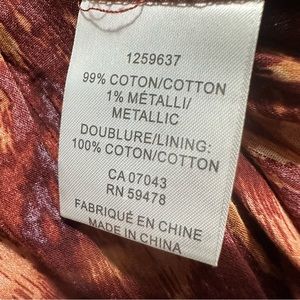 1259637
99% COTON/COTTON
1% MÉTALLI/
METALLIC
DOUBLURE/LINING:
100% COTON/COTTON
CA 07043
RN 59478
FABRIQUÉ EN CHINE
MADE IN CHINA